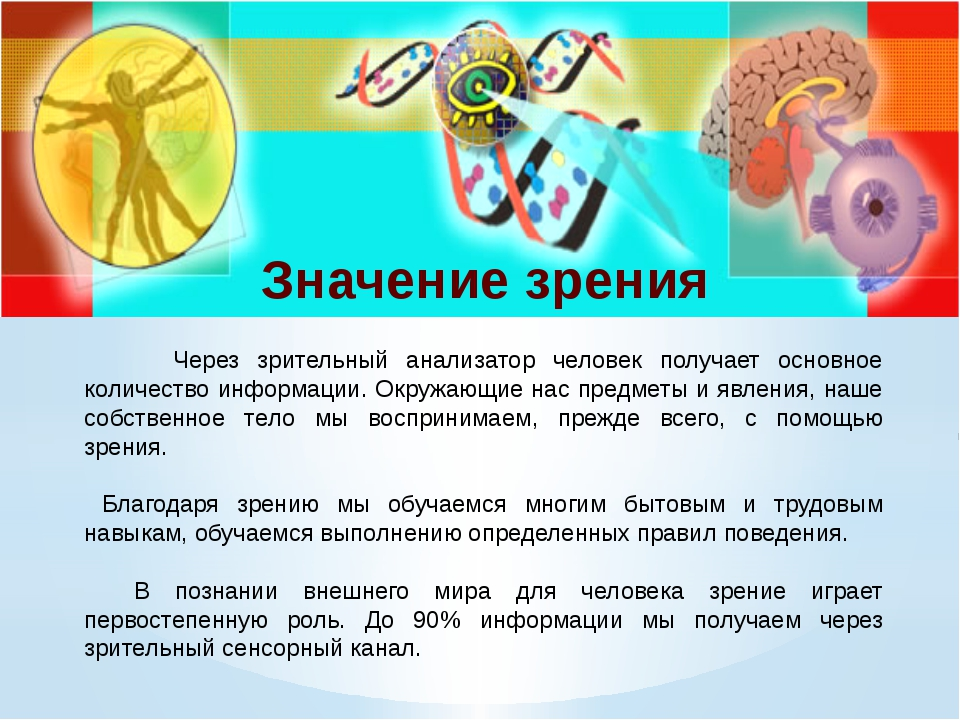 Значение зрения
Через зрительный анализатор человек получает основное
количество информации. Окружающие нас предметы и явления, наше
собственное тело мы воспринимаем, прежде всего, с помощью
зрения.
Благодаря зрению мы обучаемся многим бытовым и трудовым
навыкам, обучаемся выполнению определенных правил поведения.
В познании внешнего мира для человека зрение играет
первостепенную роль. До 90% информации мы получаем через
зрительный сенсорный канал.